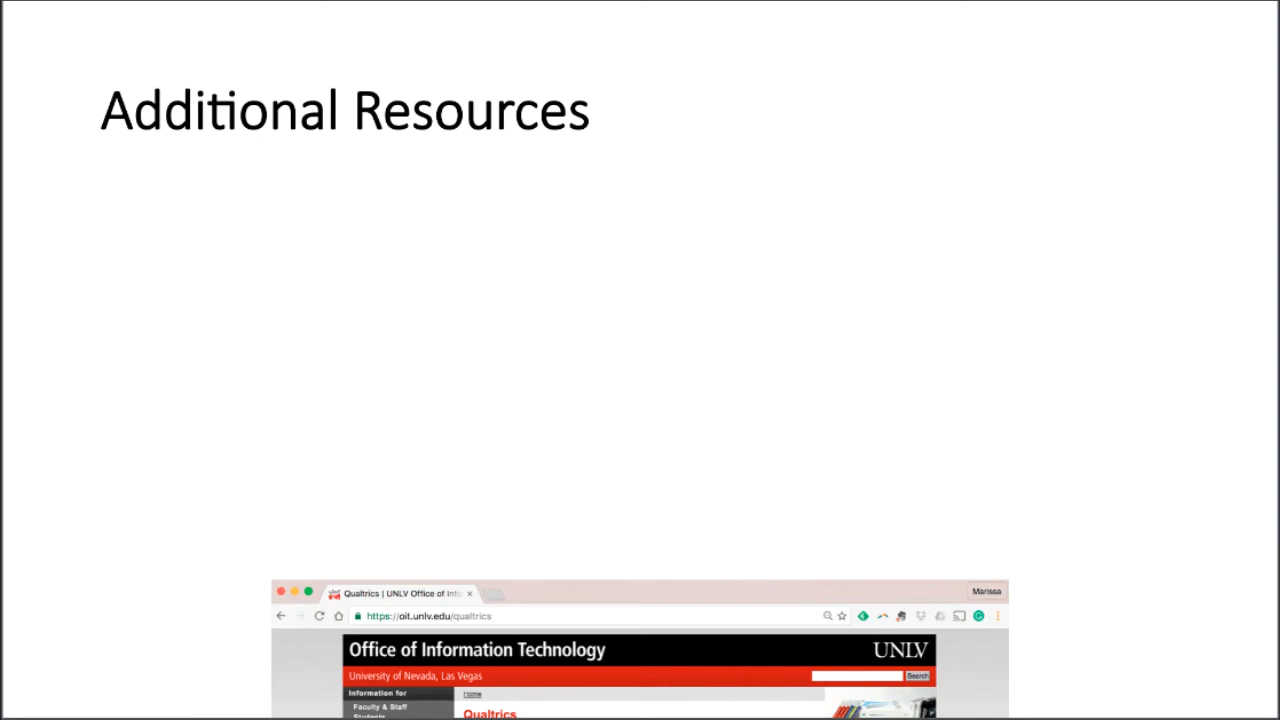 Additional Resources
Qualtrics | UNLV Office of Info
Marissa
https://oit.unlv.edu/qualtrics
Office of Information Technology
UNLV
University of Nevada, Las Vegas
Search
Information for
Home
Faculty & Staff
Qualtrics
Students